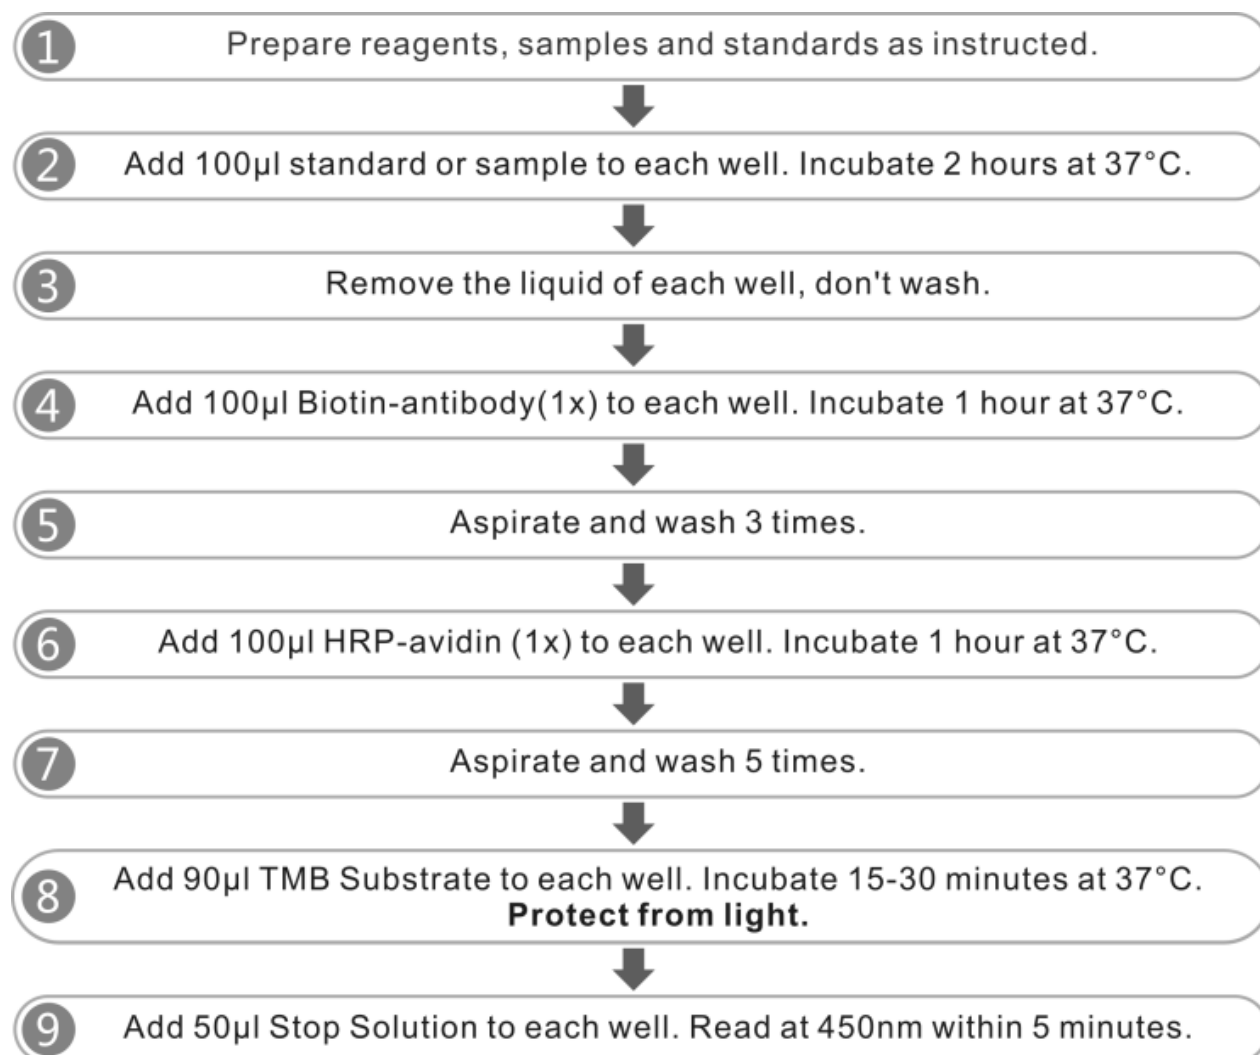 1 Prepare reagents, samples and standards as instructed.
2 Add 100µl standard or sample to each well. Incubate 2 hours at 37°C.
3 Remove the liquid of each well, don't wash.
4 Add 100µl Biotin-antibody(1x) to each well. Incubate 1 hour at 37°C.
5 Aspirate and wash 3 times.
6 Add 100µl HRP-avidin (1x) to each well. Incubate 1 hour at 37°C.
7 Aspirate and wash 5 times.
8 Add 90µl TMB Substrate to each well. Incubate 15-30 minutes at 37°C.
Protect from light.
9 Add 50µl Stop Solution to each well. Read at 450nm within 5 minutes.